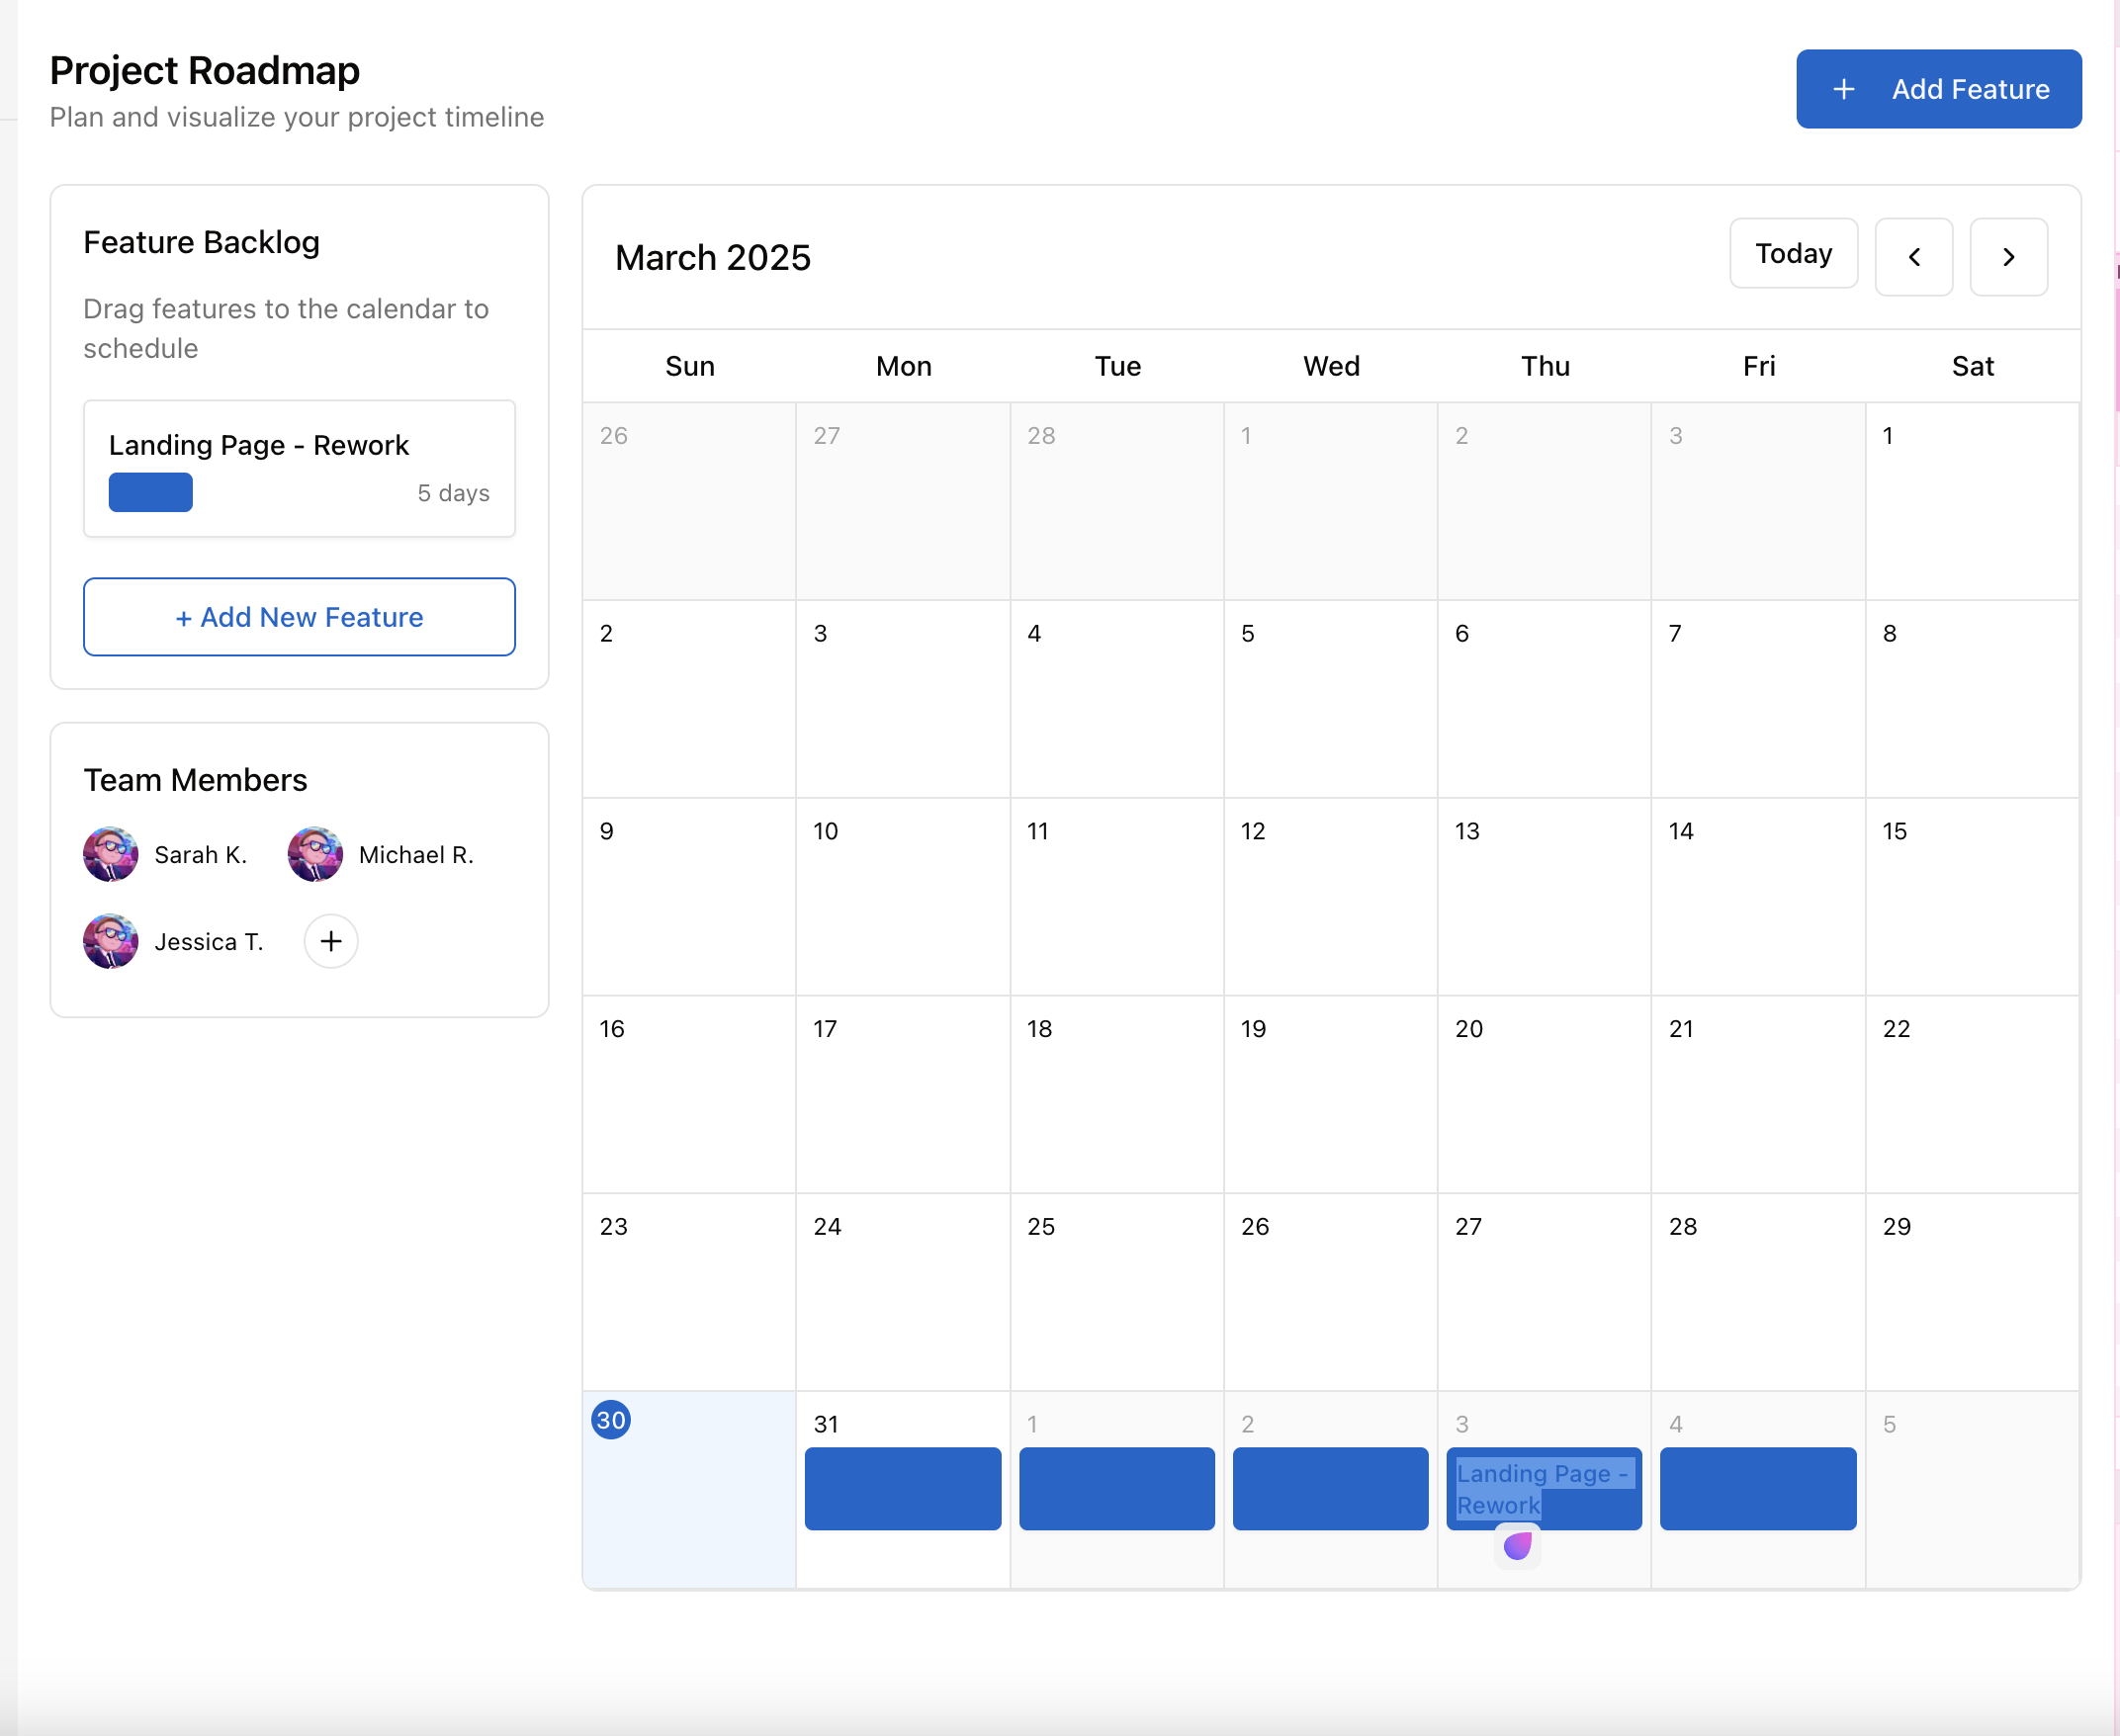 Project Roadmap
Plan and visualize your project timeline
+ Add Feature
Feature Backlog
Drag features to the calendar to
schedule
Landing Page - Rework
5 days
+ Add New Feature
Team Members
Sarah K.
Michael R.
Jessica T.
+
March 2025
Today
<
>
Sun Mon Tue Wed Thu Fri Sat
26 27 28 1 2 3 1
2 3 4 5 6 7 8
9 10 11 12 13 14 15
16 17 18 19 20 21 22
23 24 25 26 27 28 29
30 31 1 2 3 4 5
Landing Page -
Rework